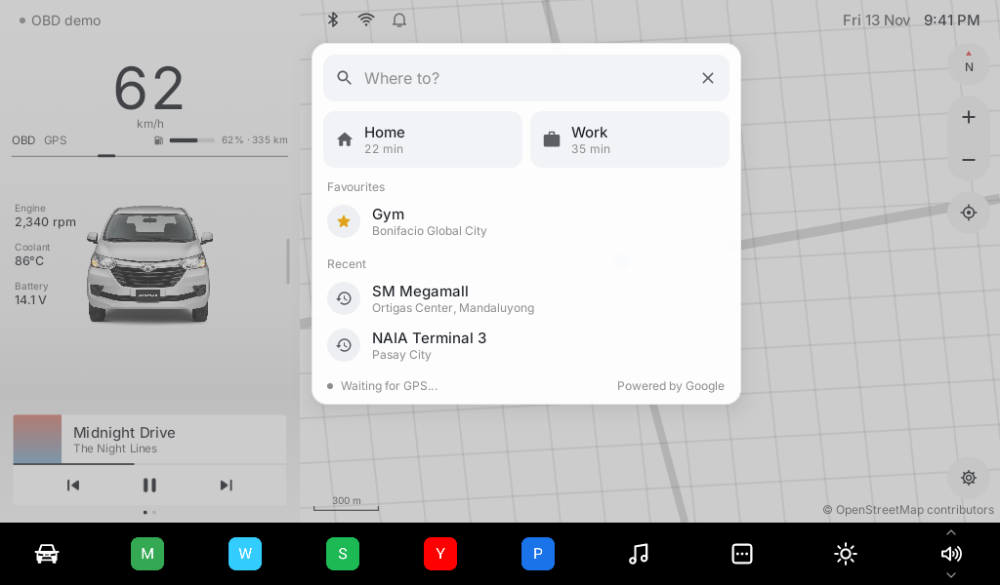 OBD demo
Fri 13 Nov 9:41 PM
62
km/h
OBD GPS
62% · 335 km
Engine
2,340 rpm
Coolant
86°C
Battery
14.1 V
Midnight Drive
The Night Lines
Where to?
Home
22 min
Work
35 min
Favourites
Gym
Bonifacio Global City
Recent
SM Megamall
Ortigas Center, Mandaluyong
NAIA Terminal 3
Pasay City
Waiting for GPS...
Powered by Google
N
300 m
© OpenStreetMap contributors
M
W
S
Y
P